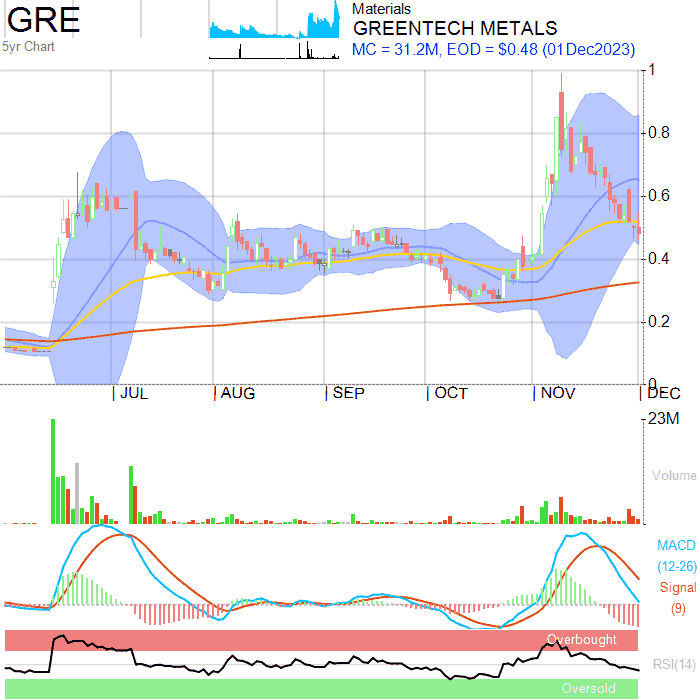 GRE
5yr Chart
Materials
GREENTECH METALS
MC = 31.2M, EOD = $0.48 (01Dec2023)
1
0.8
0.6
0.4
0.2
0
JUL AUG SEP OCT NOV DEC
23M
Volume
MACD
(12-26)
Signal
(9)
Overbought
RSI(14)
Oversold